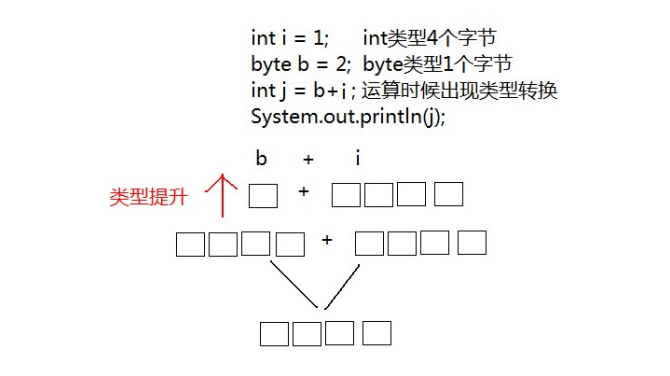 int i = 1; int类型4个字节
byte b = 2; byte类型1个字节
int j = b+i; 运算时候出现类型转换
System.out.println(j);
b + i
类型提升 +
+